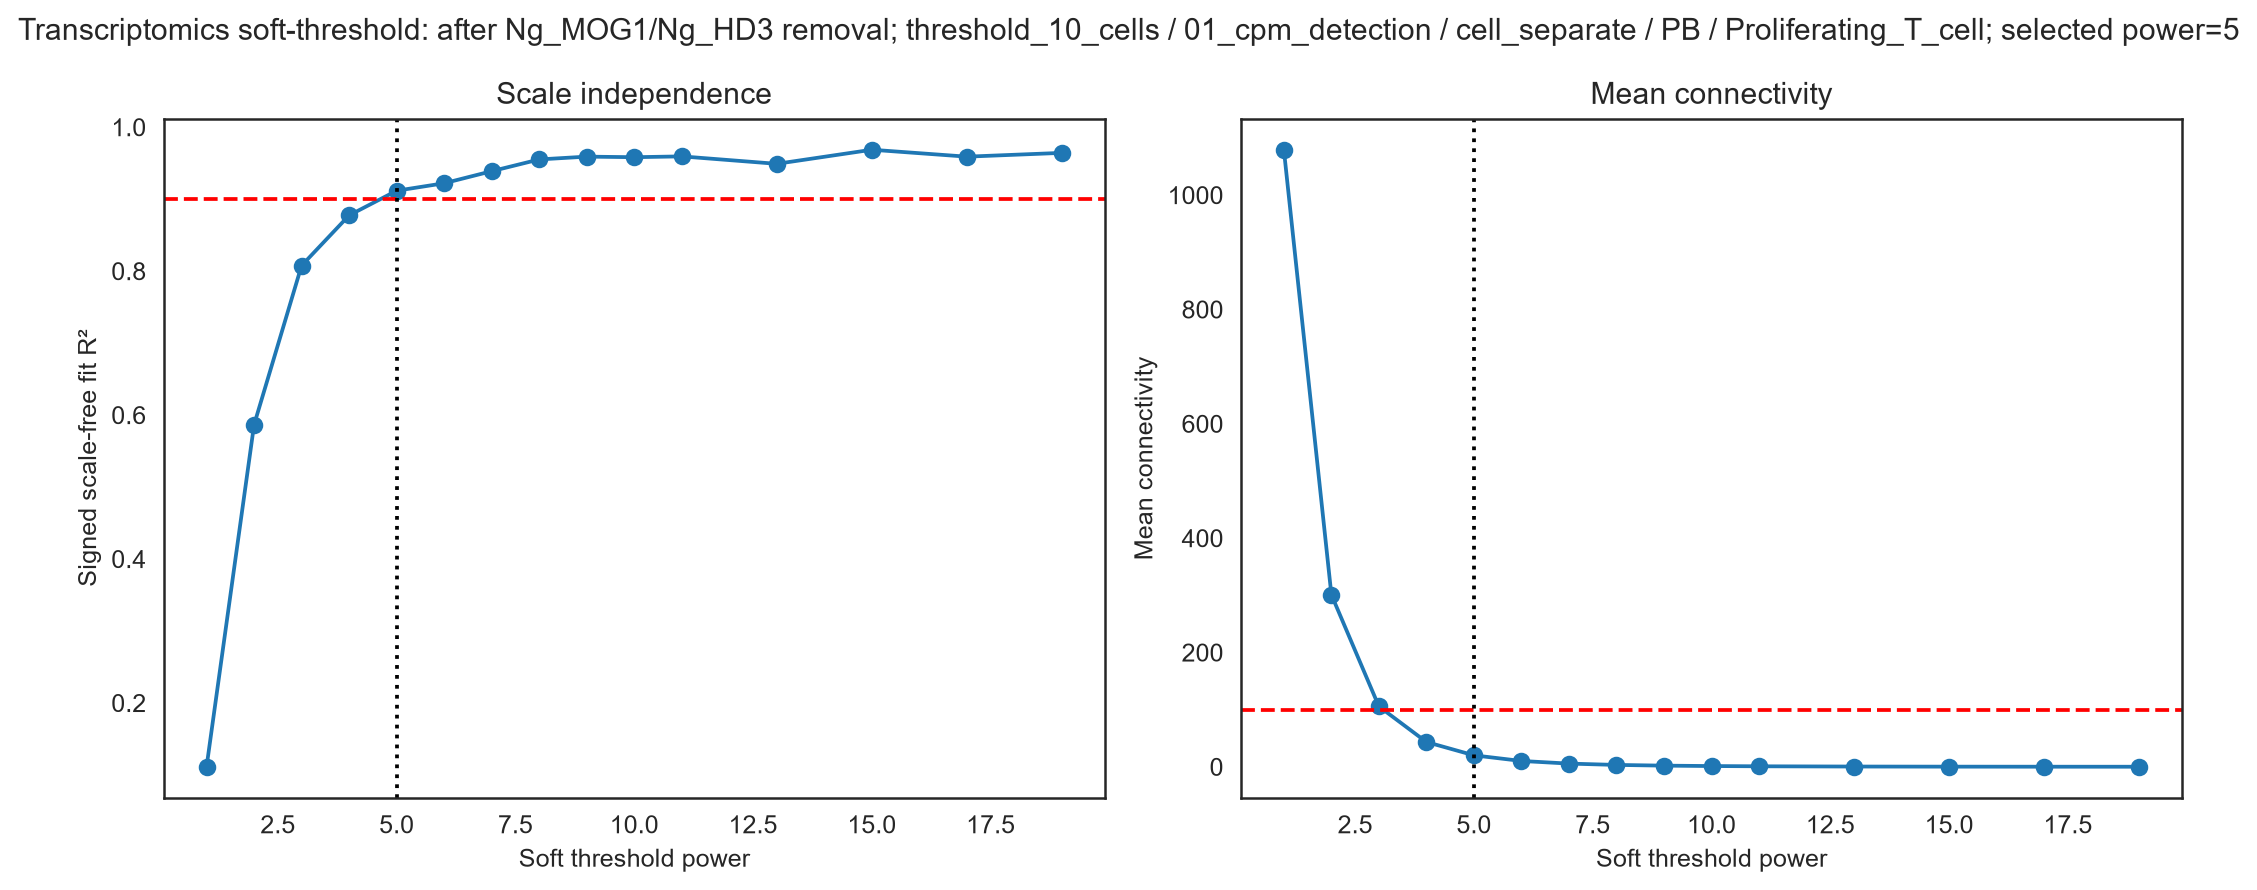 Transcriptomics soft-threshold: after Ng_MOG1/Ng_HD3 removal; threshold_10_cells / 01_cpm_detection / cell_separate / PB / Proliferating_T_cell; selected power=5
Scale independence
Signed scale-free fit R²
1.0
0.8
0.6
0.4
0.2
2.5 5.0 7.5 10.0 12.5 15.0 17.5
Soft threshold power
Mean connectivity
Mean connectivity
1000
800
600
400
200
0
2.5 5.0 7.5 10.0 12.5 15.0 17.5
Soft threshold power